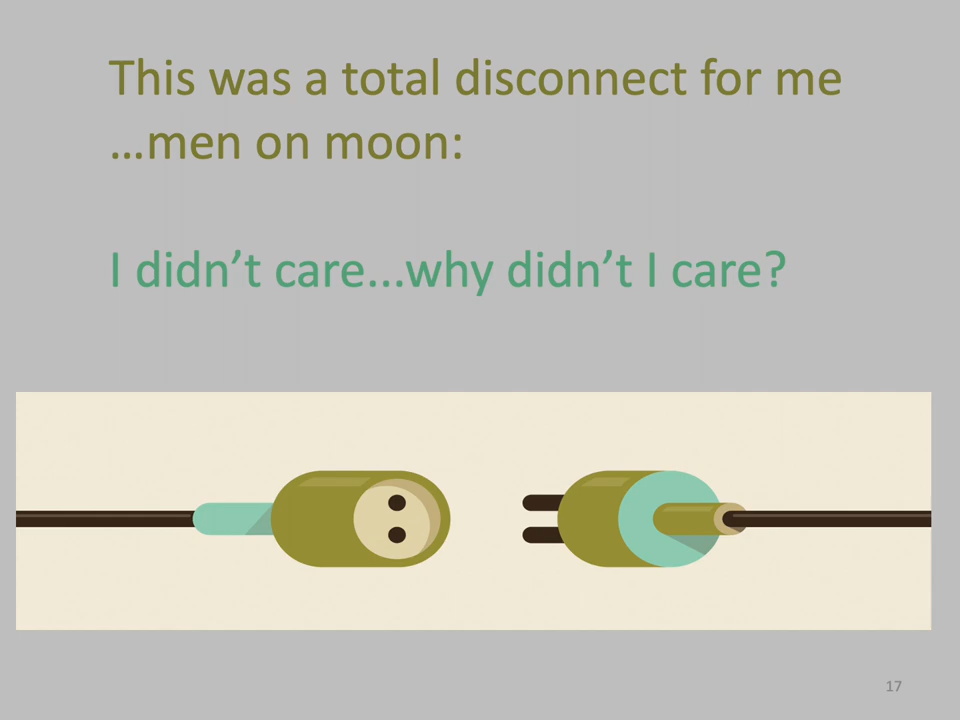 This was a total disconnect for me
…men on moon:
I didn’t care...why didn’t I care?
17